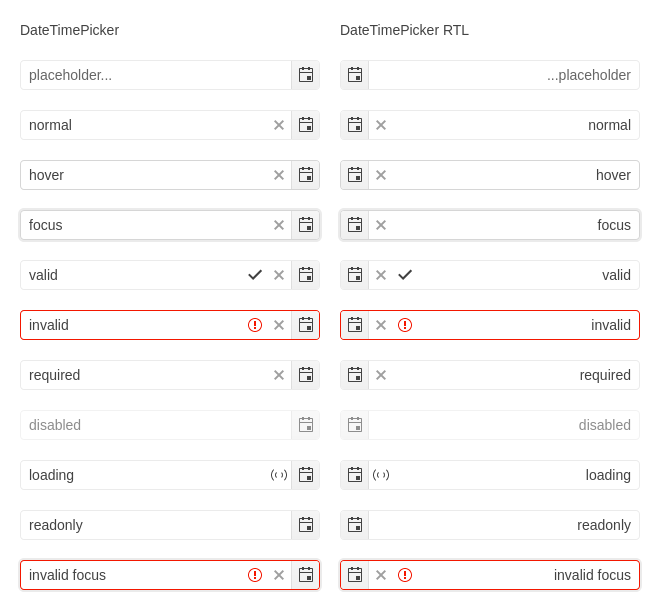 DateTimePicker
DateTimePicker RTL
placeholder...
...placeholder
normal
normal
hover
hover
focus
focus
valid
valid
invalid
invalid
required
required
disabled
disabled
loading
loading
readonly
readonly
invalid focus
invalid focus